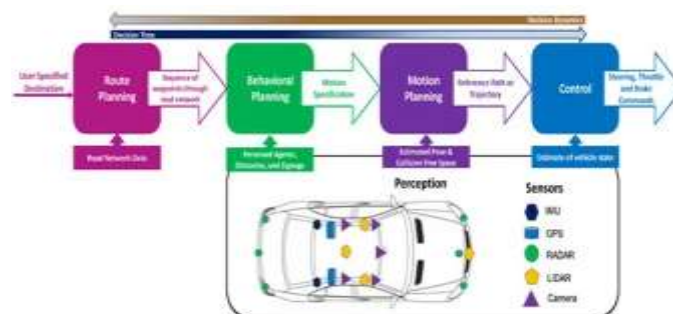 Decision Time
User Specified
Destination
Route
Planning
Sequence of
waypoints through
road network
Behavioral
Planning
Motion
Specification
Motion
Planning
Reference Path or
Trajectory
Control
Steering, Throttle
and Brake
Commands
Road Network Data
Perceived Agents,
Obstacles, and Signage
Estimated Pose &
Collision Free Space
Estimate of vehicle state
Perception
Sensors
IMU
GPS
RADAR
LiDAR
Camera